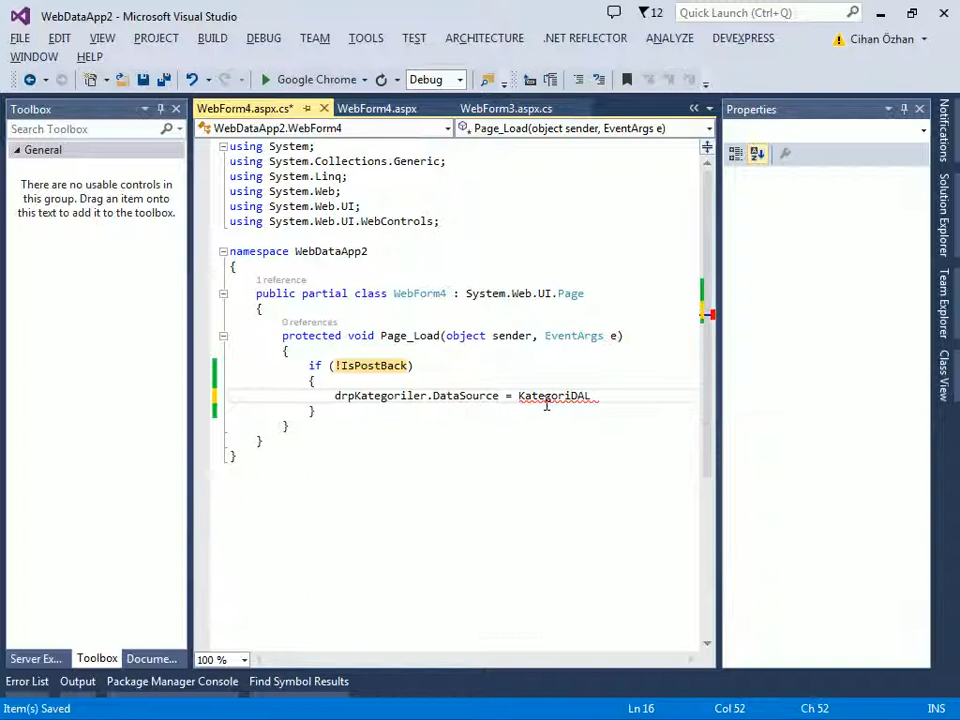 WebDataApp2 - Microsoft Visual Studio
12
Quick Launch (Ctrl+Q)
FILE EDIT VIEW PROJECT BUILD DEBUG TEAM TOOLS TEST ARCHITECTURE .NET REFLECTOR ANALYZE DEVEXPRESS
Cihan Özhan
WINDOW HELP
Google Chrome
Debug
Toolbox
WebForm4.aspx.cs*
WebForm4.aspx
WebForm3.aspx.cs
Properties
Search Toolbox
WebDataApp2.WebForm4
Page_Load(object sender, EventArgs e)
General
There are no usable controls in
this group. Drag an item onto
this text to add it to the toolbox.
using System;
using System.Collections.Generic;
using System.Linq;
using System.Web;
using System.Web.UI;
using System.Web.UI.WebControls;
namespace WebDataApp2
{
1 reference
public partial class WebForm4 : System.Web.UI.Page
{
0 references
protected void Page_Load(object sender, EventArgs e)
{
if (!IsPostBack)
{
drpKategoriler.DataSource = KategoriDAL
}
}
}
}
Notifications
Solution Explorer
Team Explorer
Class View
Server Ex...
Toolbox
Docume...
100 %
Error List
Output
Package Manager Console
Find Symbol Results
Item(s) Saved
Ln 16
Col 52
Ch 52
INS